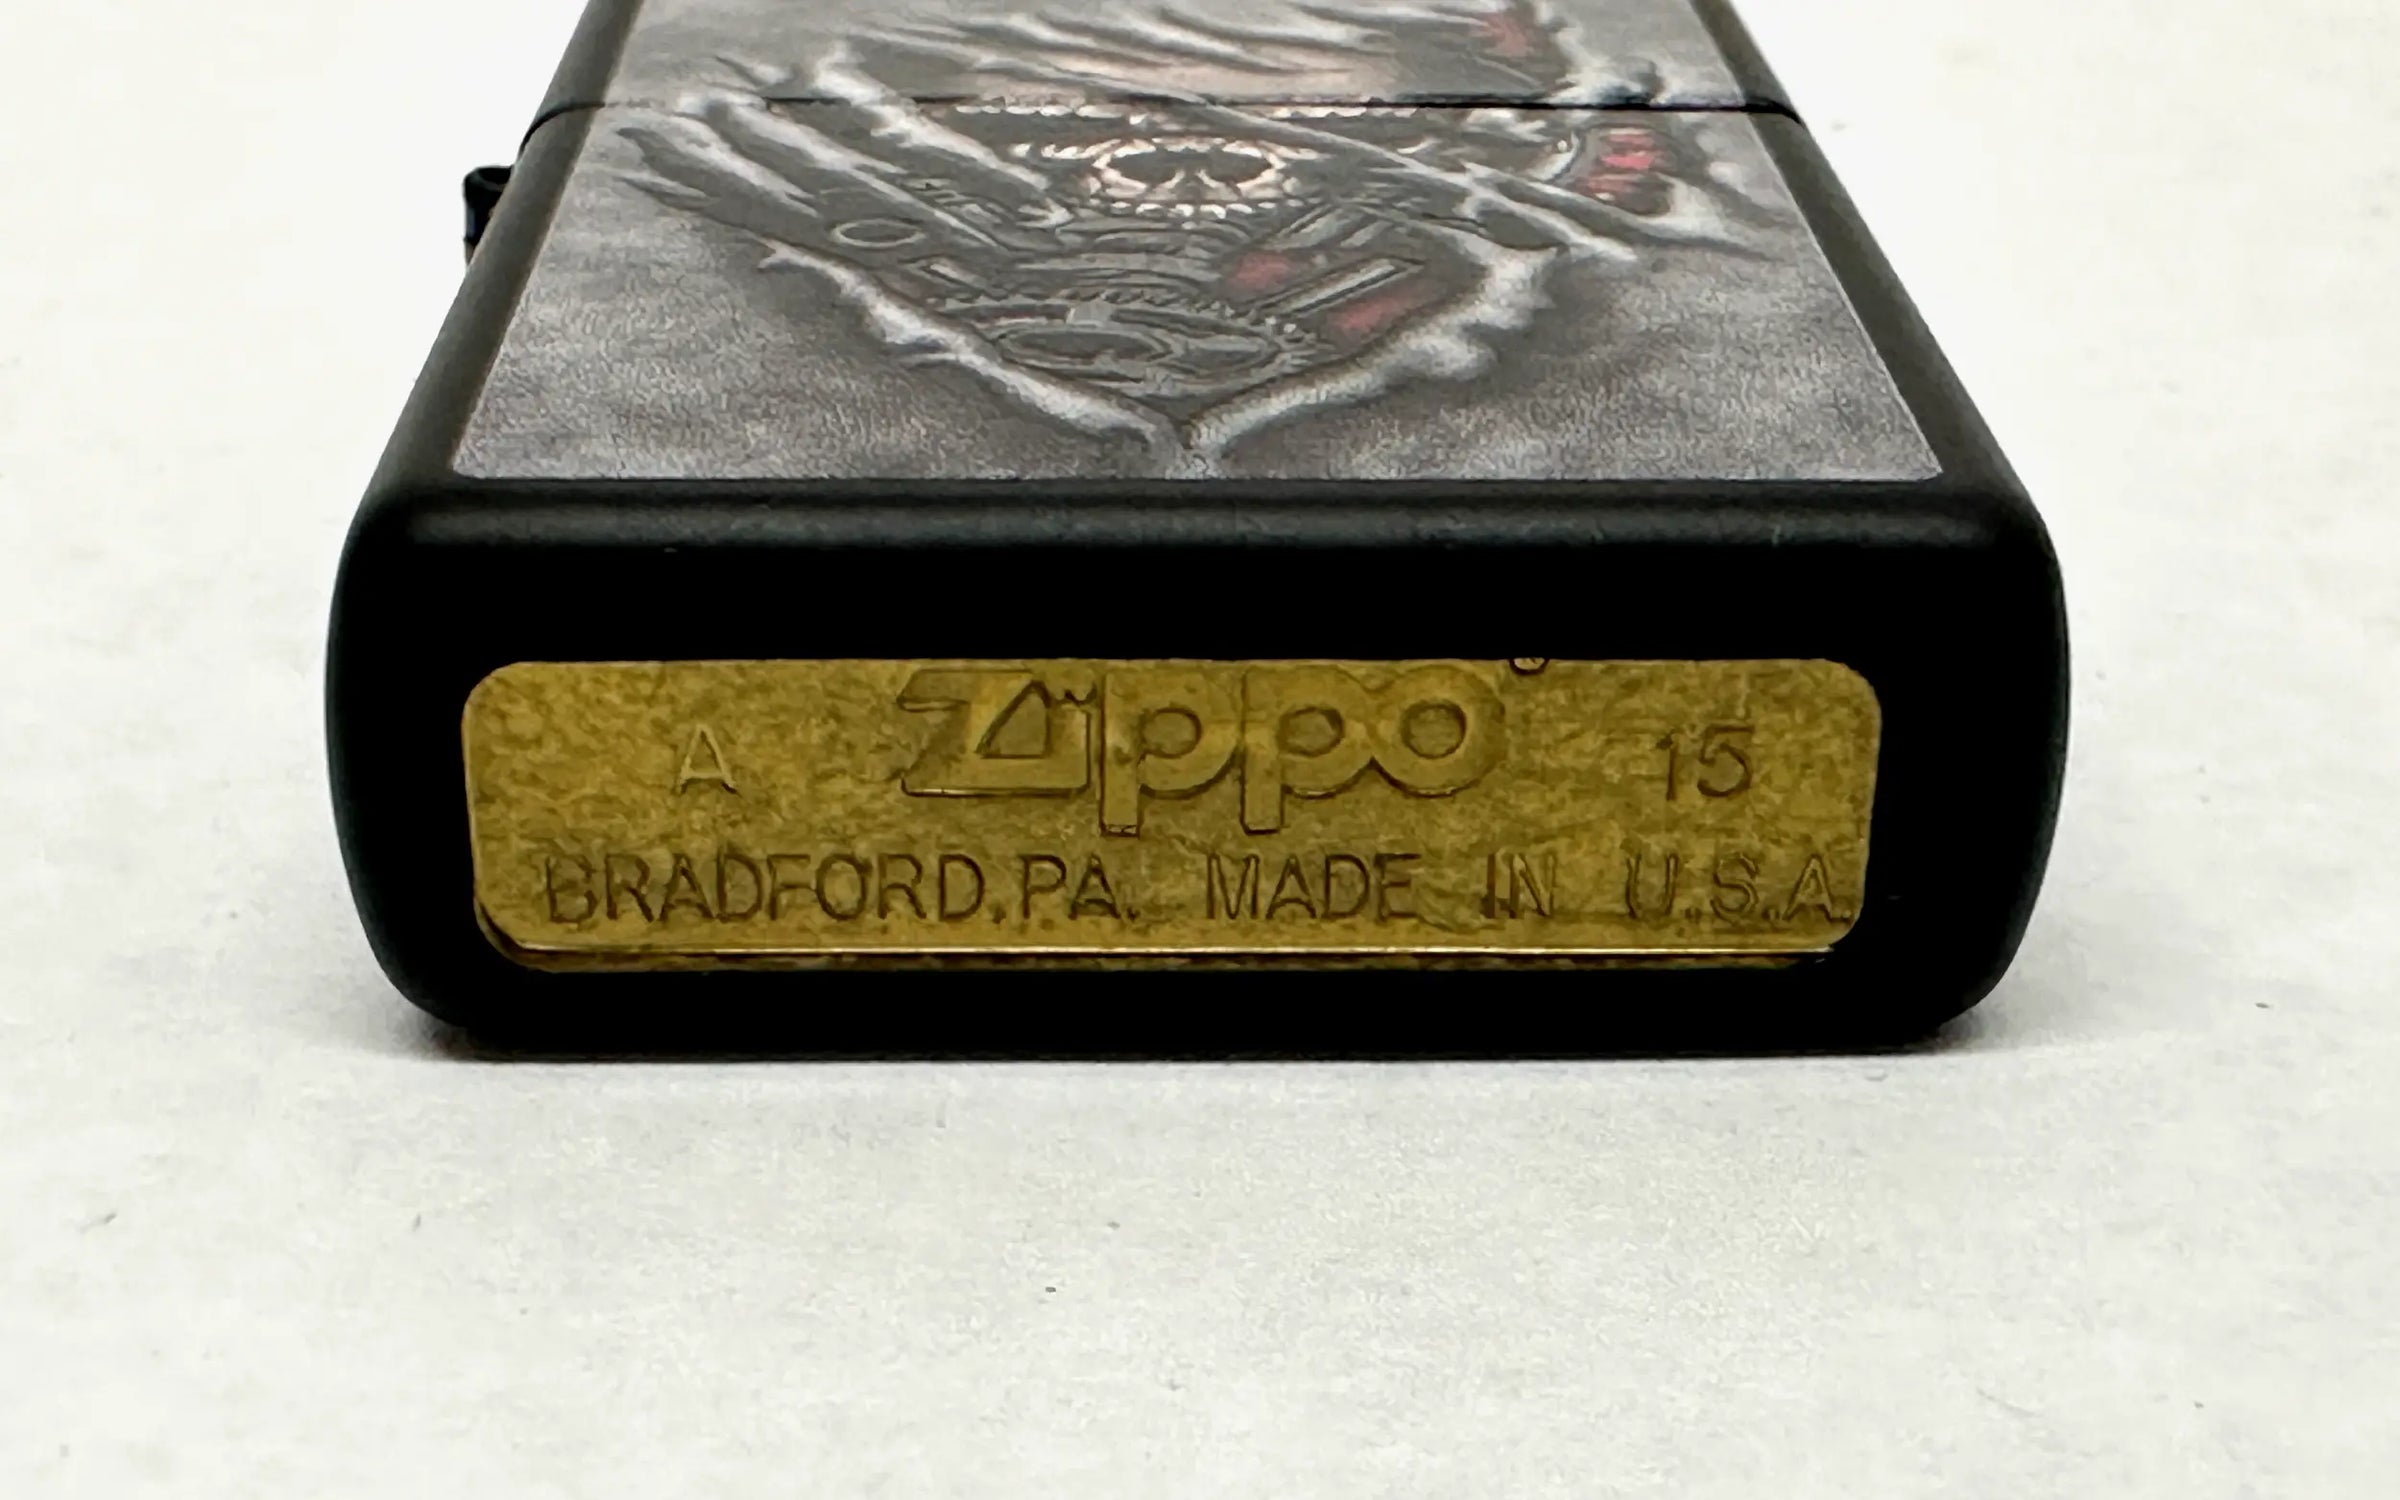 A Zippo® 15
BRADFORD, PA. MADE IN U.S.A.